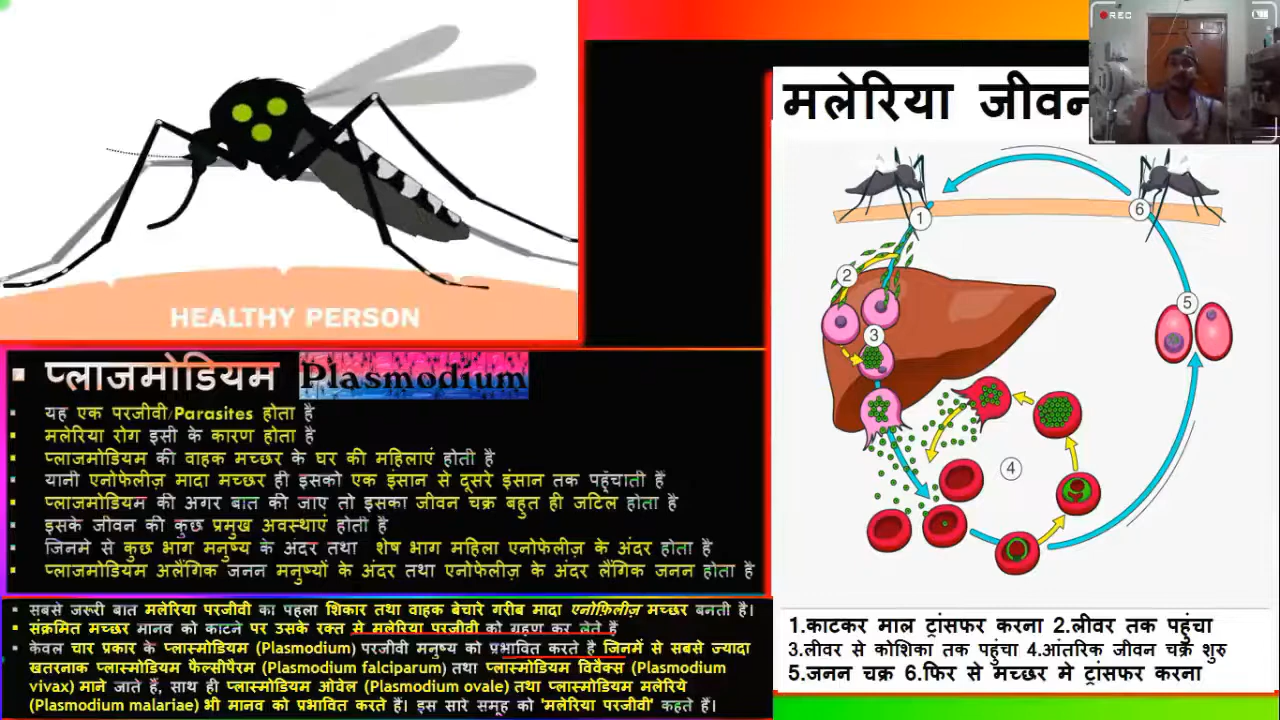 REC
HEALTHY PERSON
प्लाजमोडियम Plasmodium
यह एक परजीवी/Parasites होता है
मलेरिया रोग इसी के कारण होता है
प्लाजमोडियम की वाहक मच्छर के घर की महिलाएं होती है
यानी एनोफेलीज़ मादा मच्छर ही इसको एक इंसान से दूसरे इंसान तक पहूँचाती हैं
प्लाजमोडियम की अगर बात की जाए तो इसका जीवन चक्र बहुत ही जटिल होता है
इसके जीवन की कुछ प्रमुख अवस्थाएं होती है
जिनमे से कुछ भाग मनुष्य के अंदर तथा शेष भाग महिला एनोफेलीज़ के अंदर होता है
प्लाजमोडियम अलैंगिक जनन मनुष्यों के अंदर तथा एनोफेलीज़ के अंदर लैंगिक जनन होता है
सबसे जरूरी बात मलेरिया परजीवी का पहला शिकार तथा वाहक बेचारे गरीब मादा एनोफ़िलीज़ मच्छर बनती है।
संक्रमित मच्छर मानव को काटने पर उसके रक्त से मलेरिया परजीवी को ग्रहण कर लेते हैं
केवल चार प्रकार के प्लास्मोडियम (Plasmodium) परजीवी मनुष्य को प्रभावित करते है जिनमें से सबसे ज्यादा
खतरनाक प्लास्मोडियम फैल्सीपैरम (Plasmodium falciparum) तथा प्लास्मोडियम विवैक्स (Plasmodium
vivax) माने जाते हैं, साथ ही प्लास्मोडियम ओवेल (Plasmodium ovale) तथा प्लास्मोडियम मलेरिये
(Plasmodium malariae) भी मानव को प्रभावित करते हैं। इस सारे समूह को 'मलेरिया परजीवी' कहते हैं।
मलेरिया जीवन
1
6
2
5
3
4
1.काटकर माल ट्रांसफर करना 2.लीवर तक पहुंचा
3.लीवर से कोशिका तक पहुंचा 4.आंतरिक जीवन चक्र शुरु
5.जनन चक्र 6.फिर से मच्छर मे ट्रांसफर करना